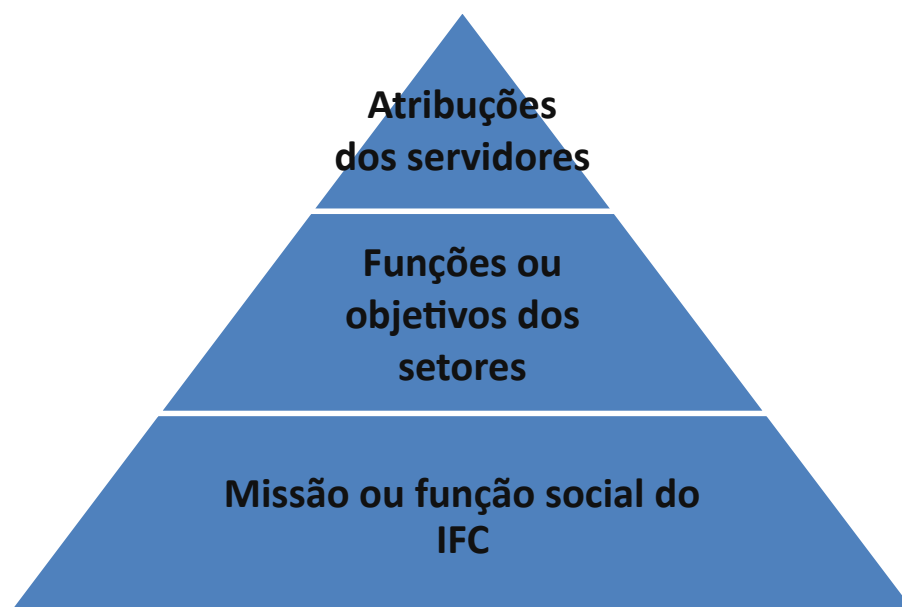 Atribuções
dos servidores
Funções ou
objetivos dos
setores
Missão ou função social do
IFC